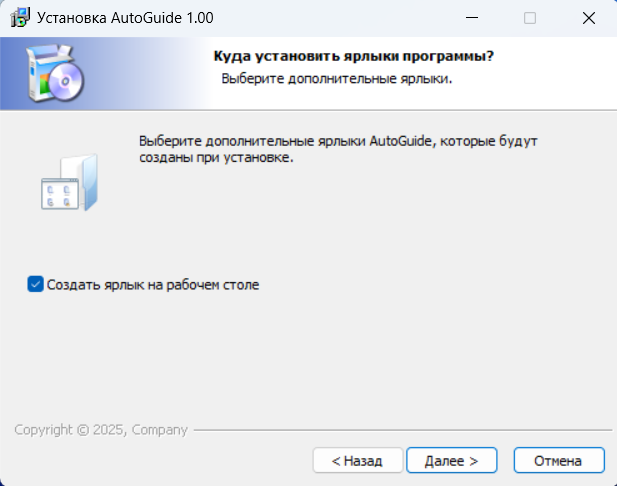 Установка AutoGuide 1.00
Куда установить ярлыки программы?
Выберите дополнительные ярлыки.
Выберите дополнительные ярлыки AutoGuide, которые будут
созданы при установке.
Создать ярлык на рабочем столе
Copyright © 2025, Company
< Назад
Далее >
Отмена